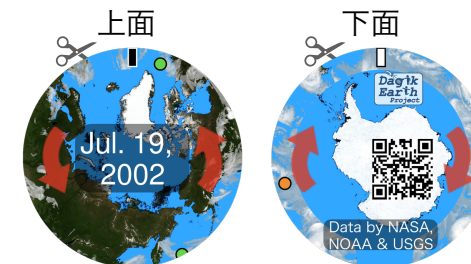 上面
下面
Jul. 19,
2002
Dagik
Earth
Project
Data by NASA,
NOAA & USGS